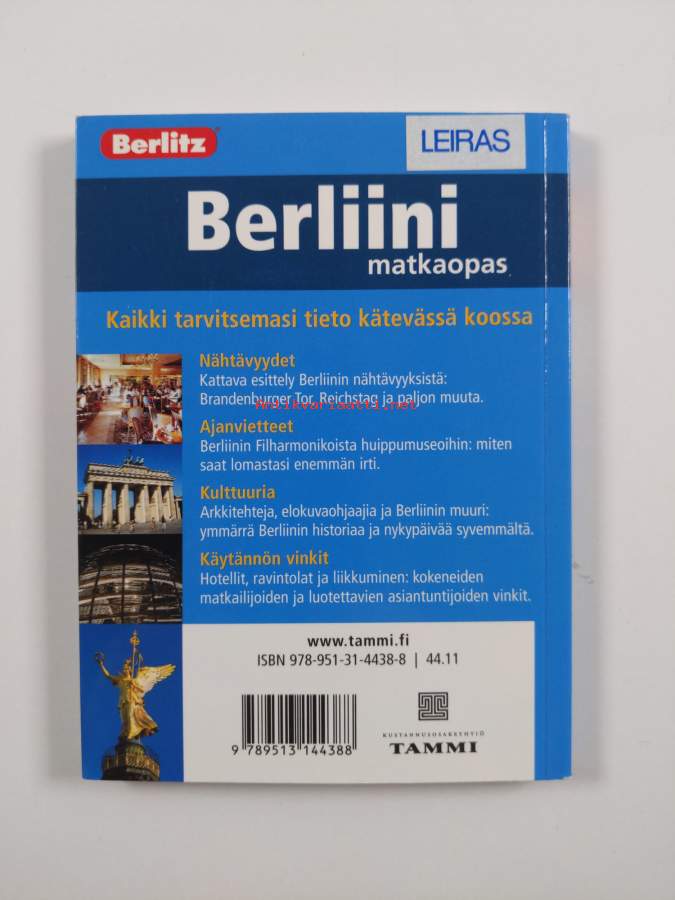 Berlitz
LEIRAS
Berliini
matkaopas
Kaikki tarvitsemasi tieto kätevässä koossa
Nähtävyydet
Kattava esittely Berliinin nähtävyyksistä:
Brandenburger Tor, Reichstag ja paljon muuta.
Antikvariaatti.net
Ajanvietteet
Berliinin Filharmonikoista huippumuseoihin: miten
saat lomastasi enemmän irti.
Kulttuuria
Arkkitehteja, elokuvaohjaajia ja Berliinin muuri:
ymmärrä Berliinin historiaa ja nykypäivää syvemmältä.
Käytännön vinkit
Hotellit, ravintolat ja liikkuminen: kokeneiden
matkailijoiden ja luotettavien asiantuntijoiden vinkit.
www.tammi.fi
ISBN 978-951-31-4438-8 | 44.11
9 789513 144388
KUSTANNUSOSAKEYHTIÖ
TAMMI